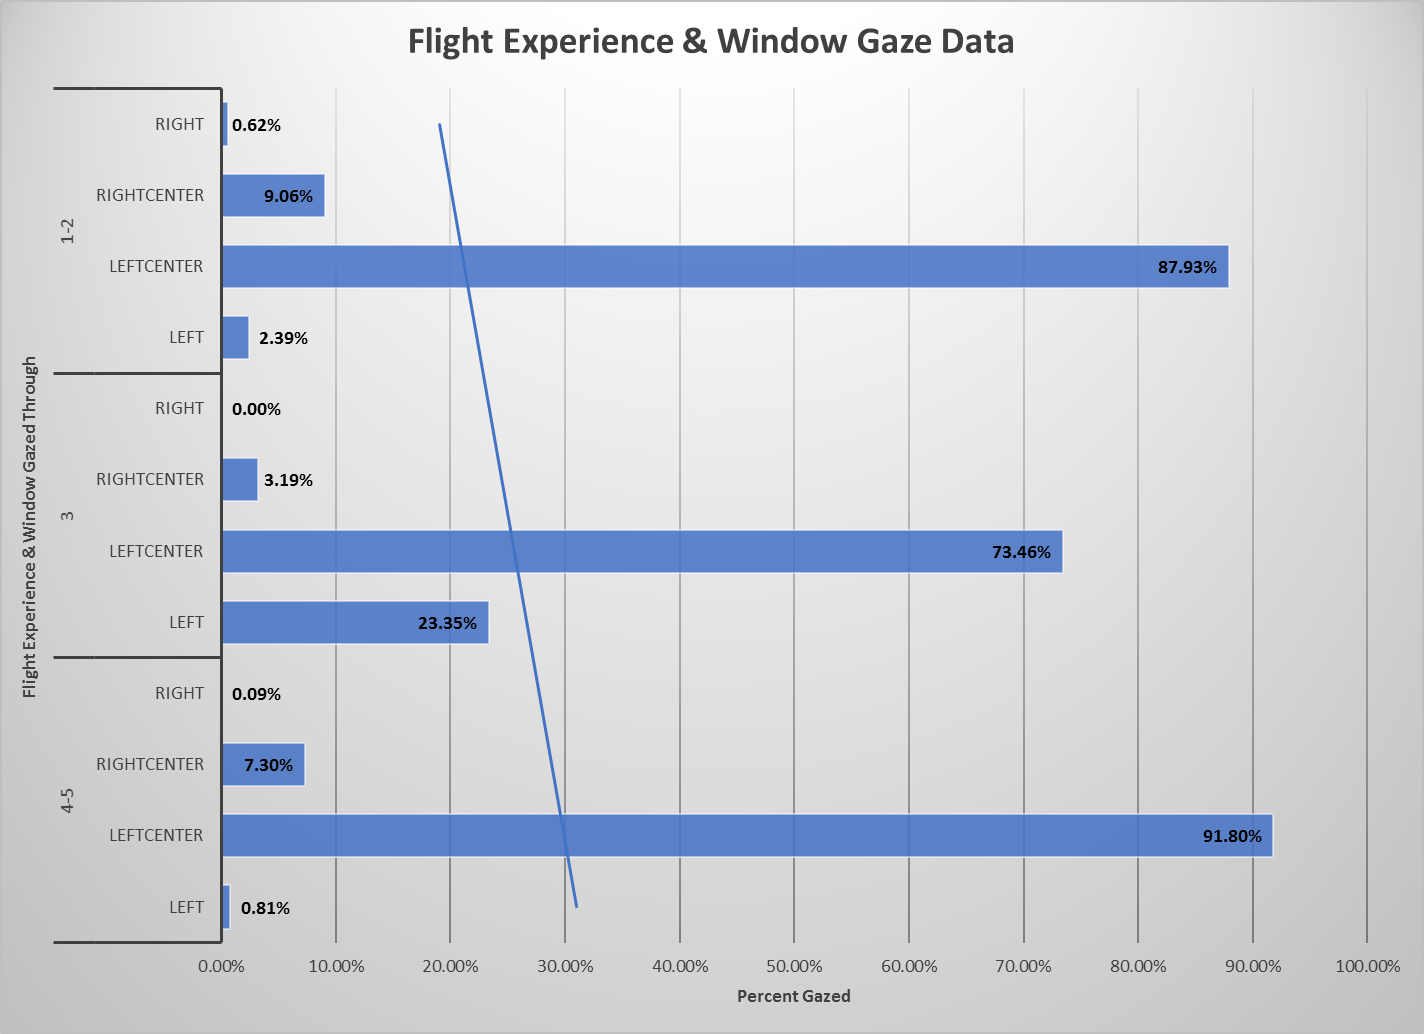 Flight Experience & Window Gaze Data
Flight Experience & Window Gazed Through
1-2
RIGHT 0.62%
RIGHTCENTER 9.06%
LEFTCENTER 87.93%
LEFT 2.39%
3
RIGHT 0.00%
RIGHTCENTER 3.19%
LEFTCENTER 73.46%
LEFT 23.35%
4-5
RIGHT 0.09%
RIGHTCENTER 7.30%
LEFTCENTER 91.80%
LEFT 0.81%
0.00% 10.00% 20.00% 30.00% 40.00% 50.00% 60.00% 70.00% 80.00% 90.00% 100.00%
Percent Gazed